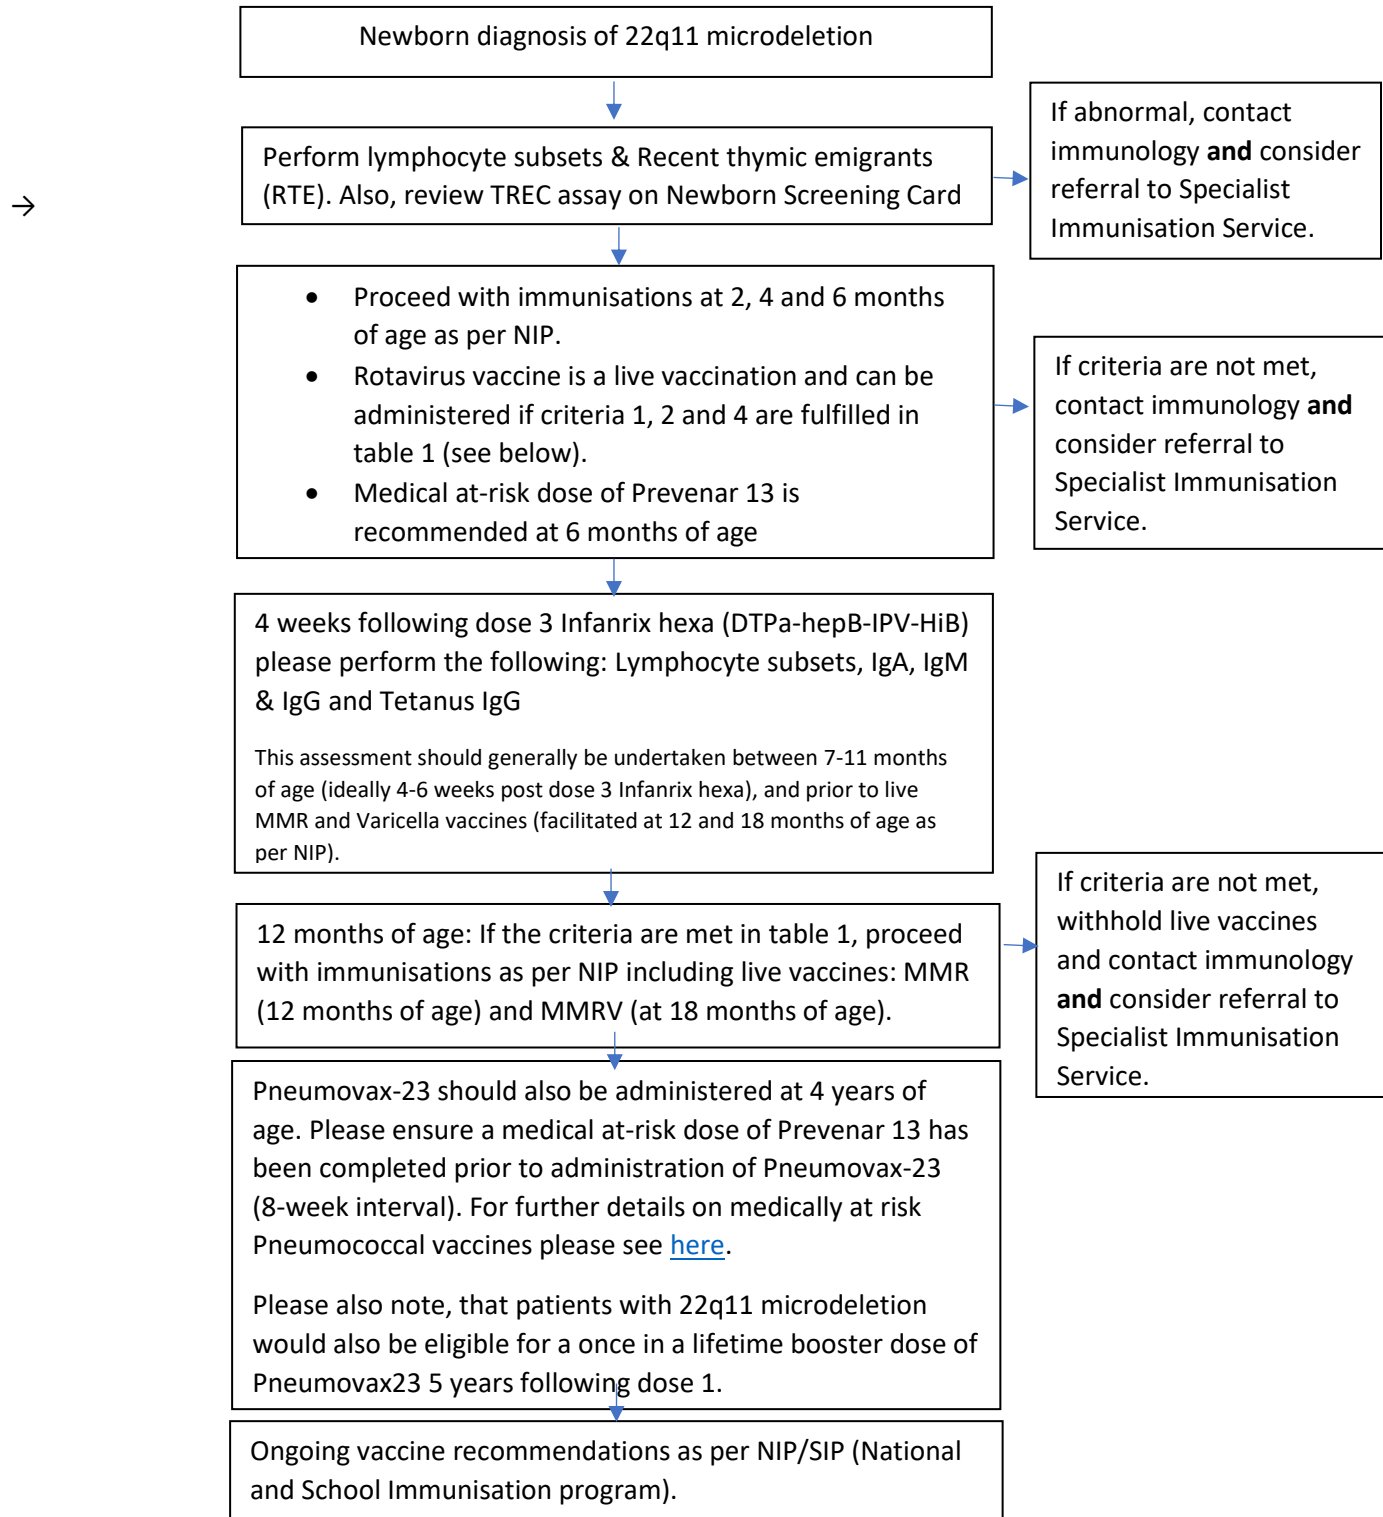 Newborn diagnosis of 22q11 microdeletion
Perform lymphocyte subsets & Recent thymic emigrants
(RTE). Also, review TREC assay on Newborn Screening Card
If abnormal, contact
immunology and consider
referral to Specialist
Immunisation Service.
→
• Proceed with immunisations at 2, 4 and 6 months
of age as per NIP.
• Rotavirus vaccine is a live vaccination and can be
administered if criteria 1, 2 and 4 are fulfilled in
table 1 (see below).
• Medical at-risk dose of Prevenar 13 is
recommended at 6 months of age
If criteria are not met,
contact immunology and
consider referral to
Specialist Immunisation
Service.
4 weeks following dose 3 Infanrix hexa (DTPa-hepB-IPV-HiB)
please perform the following: Lymphocyte subsets, IgA, IgM
& IgG and Tetanus IgG
This assessment should generally be undertaken between 7-11 months
of age (ideally 4-6 weeks post dose 3 Infanrix hexa), and prior to live
MMR and Varicella vaccines (facilitated at 12 and 18 months of age as
per NIP).
12 months of age: If the criteria are met in table 1, proceed
with immunisations as per NIP including live vaccines: MMR
(12 months of age) and MMRV (at 18 months of age).
If criteria are not met,
withhold live vaccines
and contact immunology
and consider referral to
Specialist Immunisation
Service.
Pneumovax-23 should also be administered at 4 years of
age. Please ensure a medical at-risk dose of Prevenar 13 has
been completed prior to administration of Pneumovax-23
(8-week interval). For further details on medically at risk
Pneumococcal vaccines please see here.
Please also note, that patients with 22q11 microdeletion
would also be eligible for a once in a lifetime booster dose of
Pneumovax23 5 years following dose 1.
Ongoing vaccine recommendations as per NIP/SIP (National
and School Immunisation program).